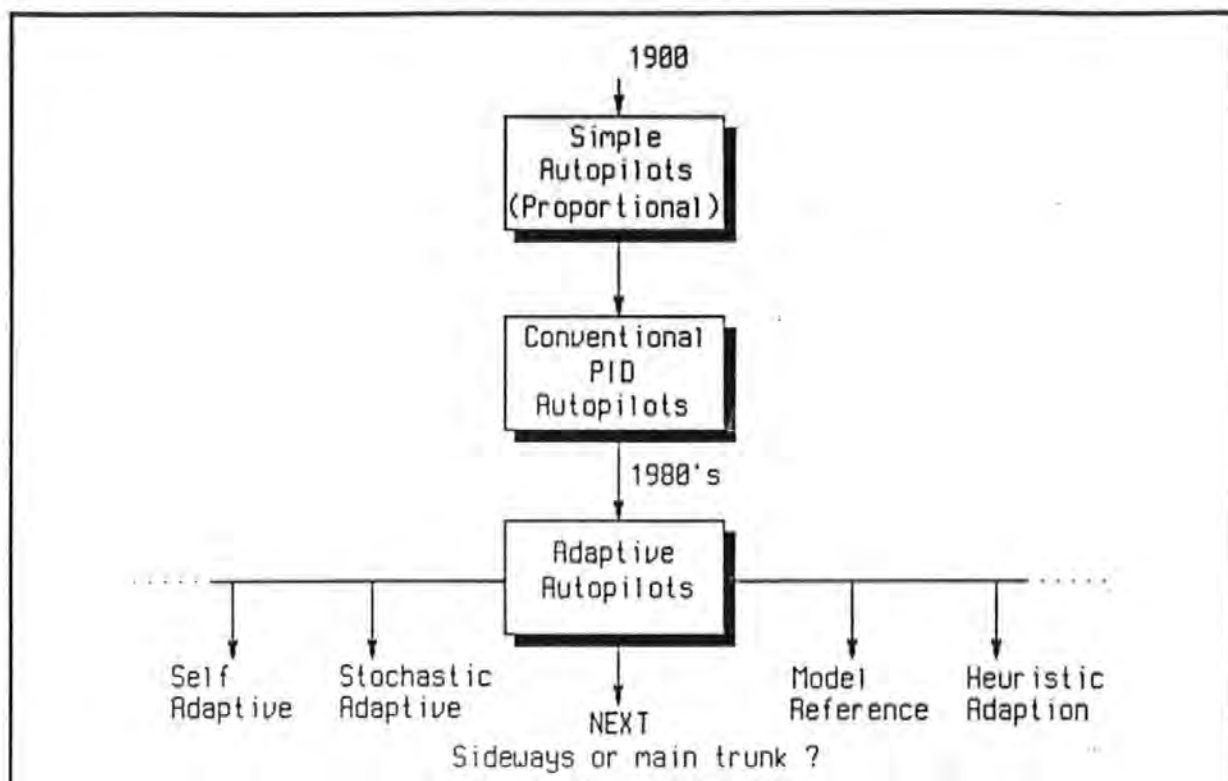 1900
Simple
Autopilots
(Proportional)
Conventional
PID
Autopilots
1980's
Adaptive
Autopilots
Self
Adaptive
Stochastic
Adaptive
Model
Reference
Heuristic
Adaption
NEXT
Sideways or main trunk ?